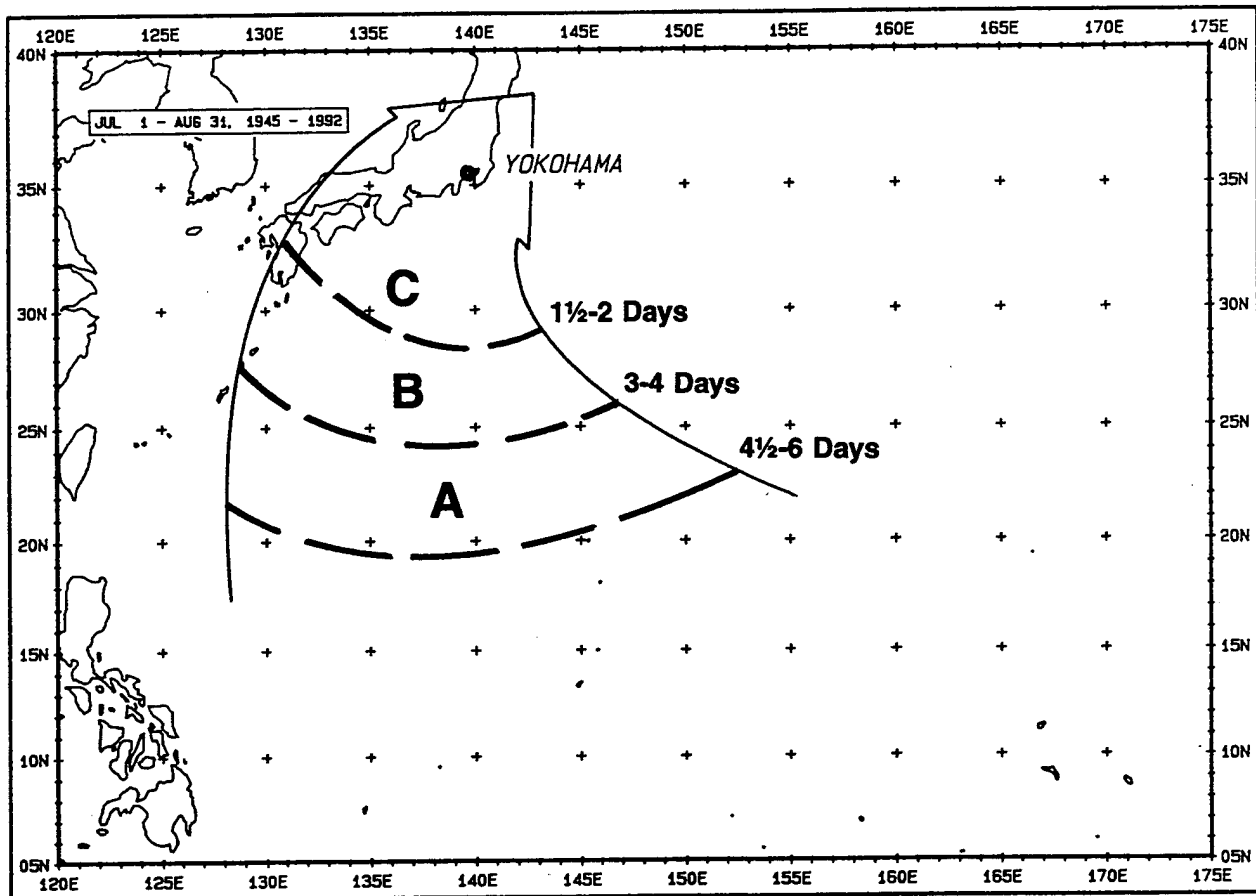 120E 125E 130E 135E 140E 145E 150E 155E 160E 165E 170E 175E
40N 40N
JUL 1 - AUG 31, 1945 - 1992
YOKOHAMA
35N 35N
C
30N 1½-2 Days 30N
B
3-4 Days
25N 25N
4½-6 Days
A
20N 20N
15N 15N
10N 10N
05N 05N
120E 125E 130E 135E 140E 145E 150E 155E 160E 165E 170E 175E